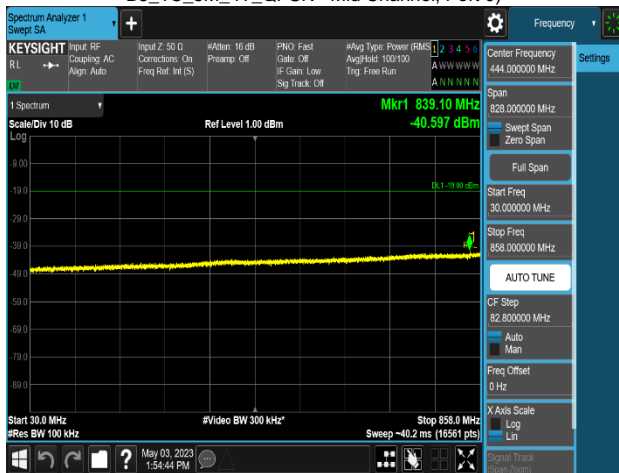 Spectrum Analyzer 1
Swept SA
+
Frequency
KEYSIGHT
RL
Input: RF
Coupling: AC
Align: Auto
Input Z: 50 Ω
Corrections: On
Freq Ref: Int (S)
#Atten: 16 dB
Preamp: Off
PNO: Fast
Gate: Off
IF Gain: Low
Sig Track: Off
#Avg Type: Power (RMS
Avg|Hold: 100/100
Trig: Free Run
1 2 3 4 5 6
A W W W W W
A N N N N N
1 Spectrum
Scale/Div 10 dB
Log
Ref Level 1.00 dBm
Mkr1 839.10 MHz
-40.597 dBm
DL1 -19.00 dBm
-9.00
-19.0
-29.0
-39.0
-49.0
-59.0
-69.0
-79.0
-89.0
1
Start 30.0 MHz
#Video BW 300 kHz*
Stop 858.0 MHz
#Res BW 100 kHz
Sweep ~40.2 ms (16561 pts)
May 03, 2023
1:54:44 PM
Settings
Center Frequency
444.000000 MHz
Span
828.000000 MHz
Swept Span
Zero Span
Full Span
Start Freq
30.000000 MHz
Stop Freq
858.000000 MHz
AUTO TUNE
CF Step
82.800000 MHz
Auto
Man
Freq Offset
0 Hz
X Axis Scale
Log
Lin
Signal Track
(Span Zoom)